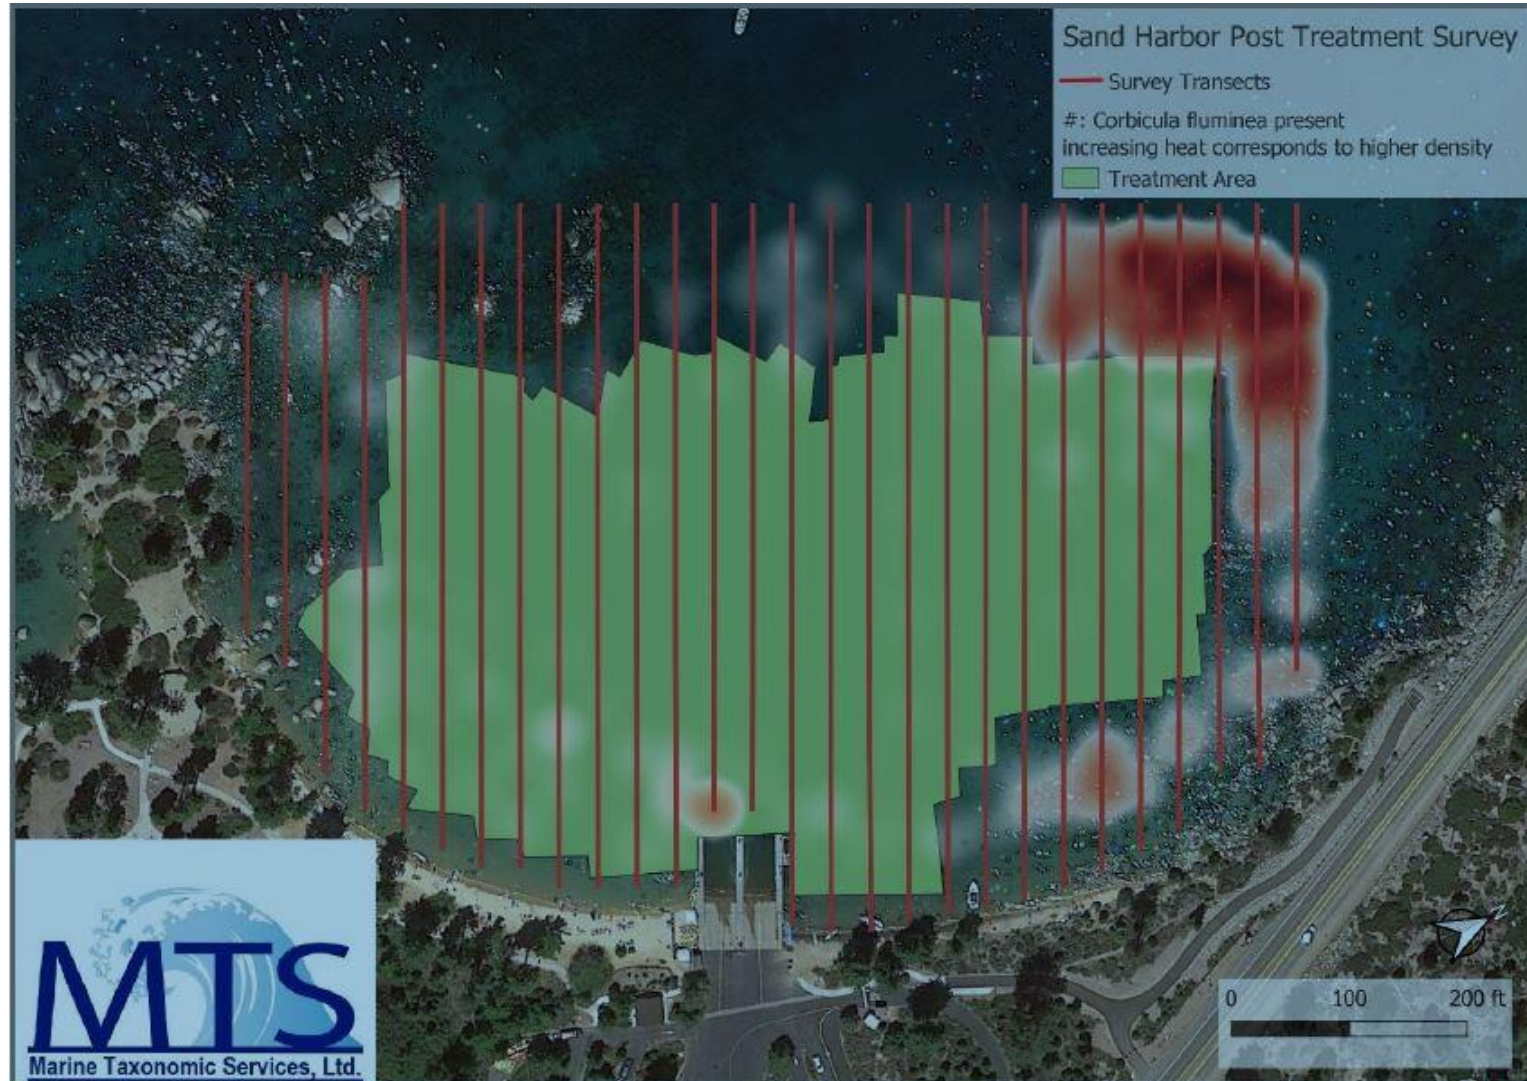 Sand Harbor Post Treatment Survey
Survey Transects
#: Corbicula fluminea present
increasing heat corresponds to higher density
Treatment Area
N
0 100 200 ft
MTS
Marine Taxonomic Services, Ltd.